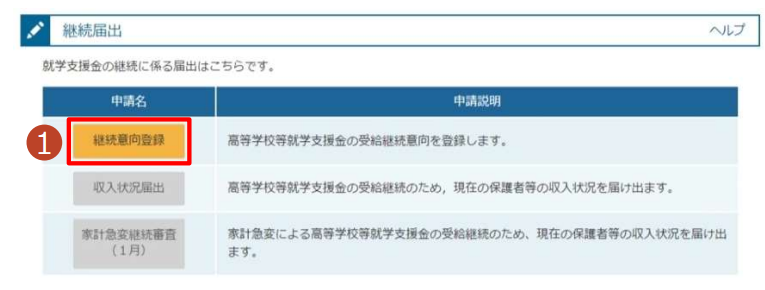 継続届出 ヘルプ
就学支援金の継続に係る届出はこちらです。
申請名 申請説明
1 継続意向登録 高等学校等就学支援金の受給継続意向を登録します。
収入状況届出 高等学校等就学支援金の受給継続のため，現在の保護者等の収入状況を届け出ます。
家計急変継続審査 家計急変による高等学校等就学支援金の受給継続のため、現在の保護者等の収入状況を届け出
（１月） ます。